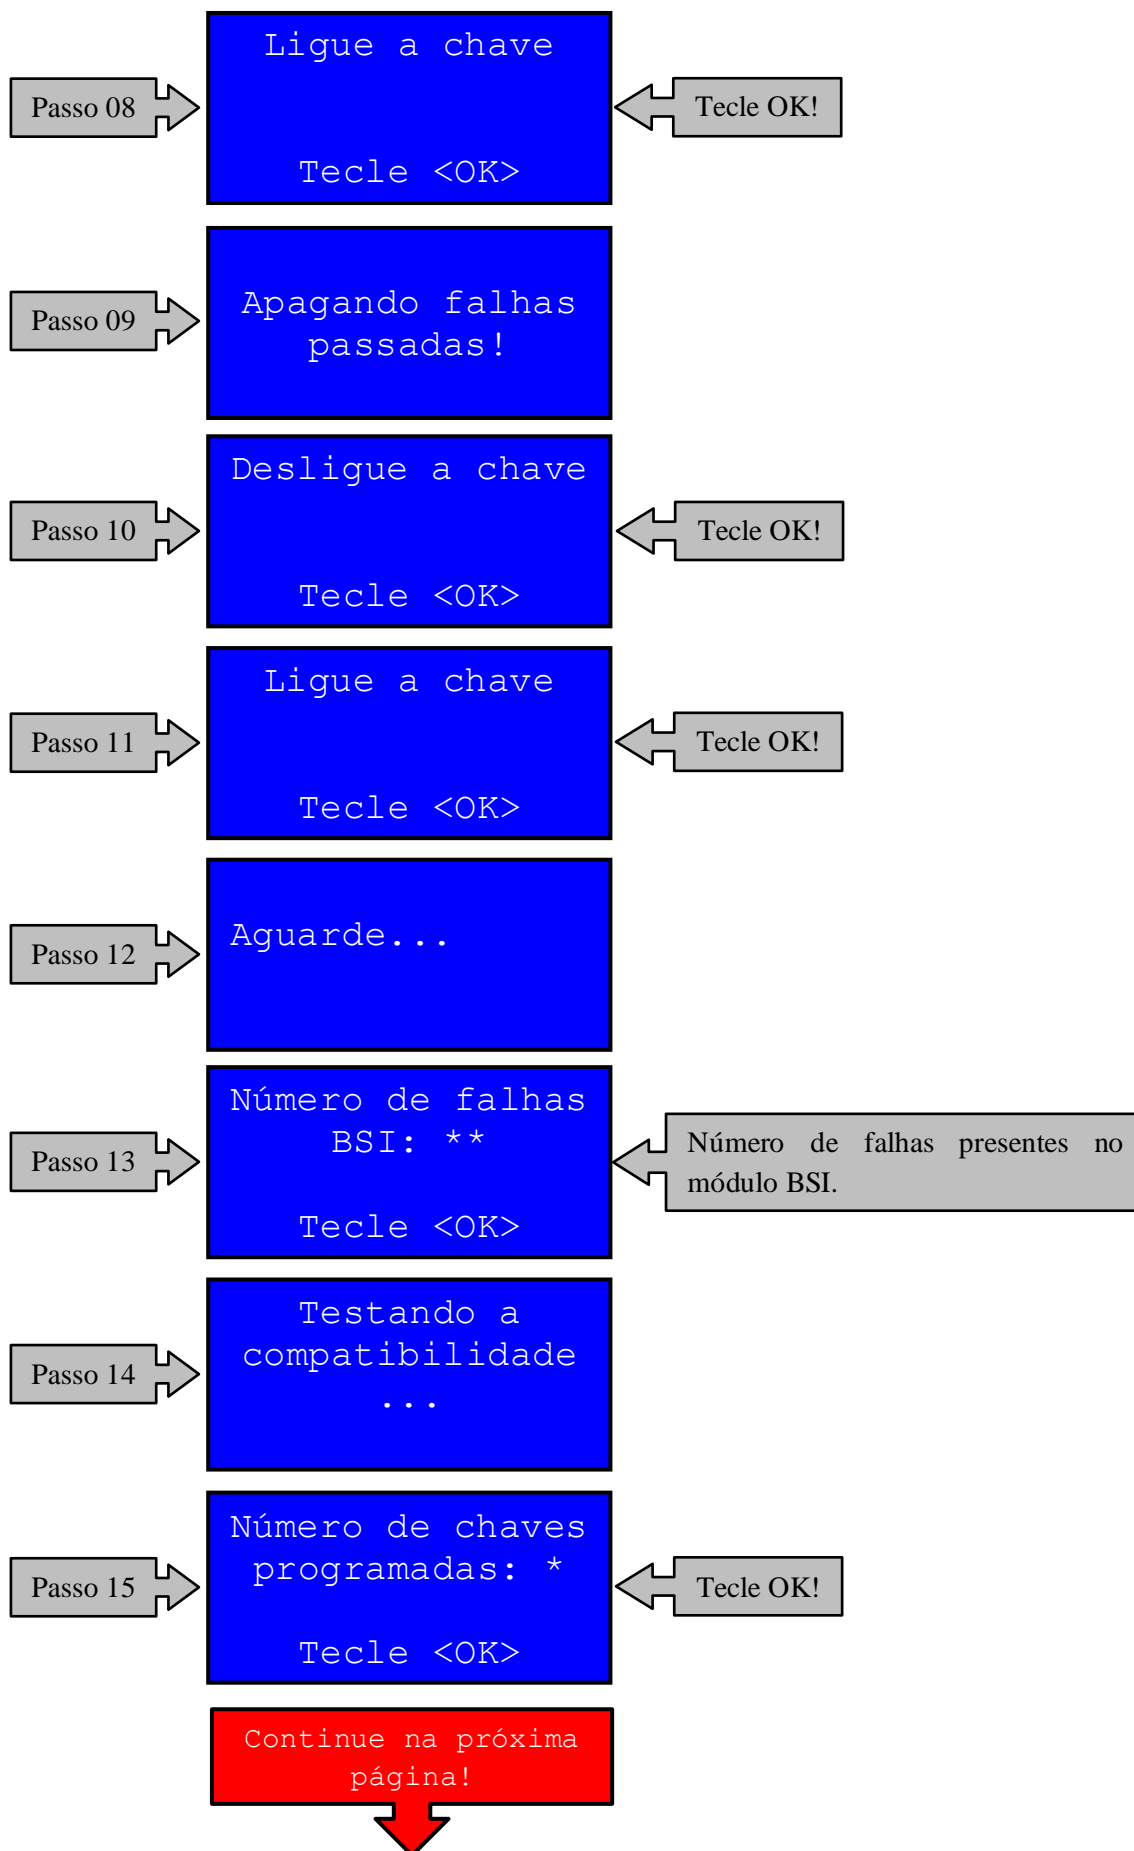 Ligue a chave
Passo 08
Tecle OK!
Tecle <OK>
Apagando falhas
Passo 09
passadas!
Desligue a chave
Passo 10
Tecle OK!
Tecle <OK>
Ligue a chave
Passo 11
Tecle OK!
Tecle <OK>
Aguarde...
Passo 12
Número de falhas
BSI: **
Passo 13
Número de falhas presentes no
módulo BSI.
Tecle <OK>
Testando a
compatibilidade
Passo 14
...
Número de chaves
programadas: *
Passo 15
Tecle OK!
Tecle <OK>
Continue na próxima
página!